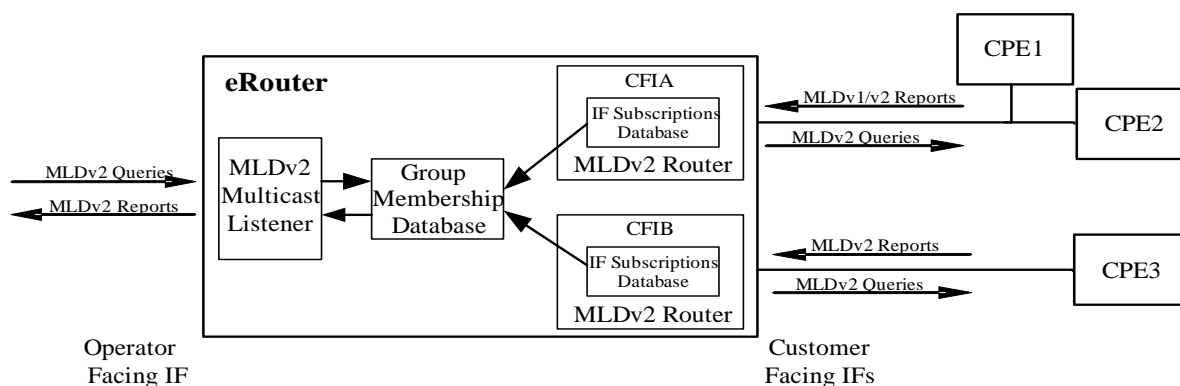 CPE1
eRouter
CFIA
IF Subscriptions
Database
MLDv2 Router
MLDv1/v2 Reports
MLDv2 Queries
CPE2
MLDv2 Queries
MLDv2 Reports
MLDv2
Multicast
Listener
Group
Membership
Database
CFIB
IF Subscriptions
Database
MLDv2 Router
MLDv2 Reports
MLDv2 Queries
CPE3
Operator
Facing IF
Customer
Facing IFs